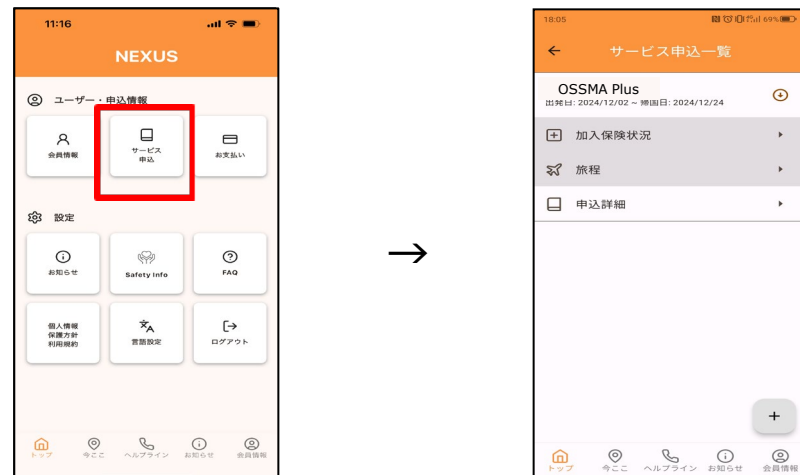 11:16
NEXUS
ユーザー・申込情報
会員情報
サービス
申込
お支払い
設定
お知らせ
Safety Info
FAQ
個人情報
保護方針
利用規約
言語設定
ログアウト
トップ
今ここ
ヘルプライン
お知らせ
会員情報
→
18:05
69%
サービス申込一覧
OSSMA Plus
出発日: 2024/12/02 ~ 帰国日: 2024/12/24
加入保険状況
旅程
申込詳細
+
トップ
今ここ
ヘルプライン
お知らせ
会員情報